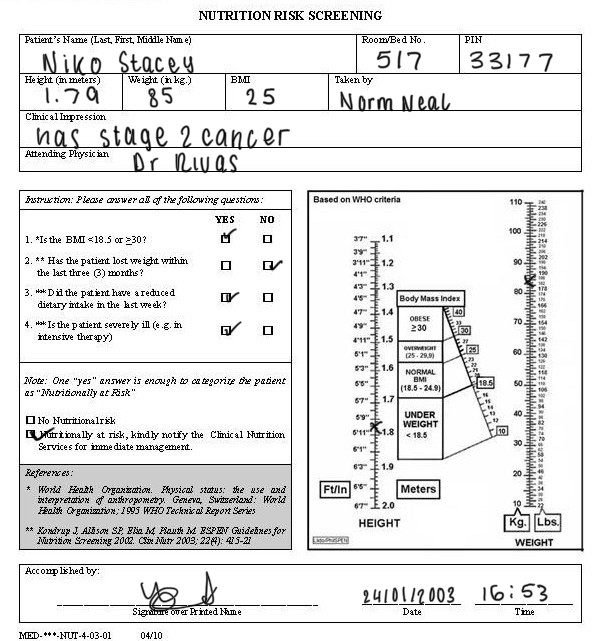 NUTRITION RISK SCREENING
Patient's Name (Last, First, Middle Name) Room/Bed No. PIN
Niko Stacey 517 33177
Height (in meters) Weight (in kg.) BMI Taken by
1.79 85 25 Norm Neal
Clinical Impression
has stage 2 cancer
Attending Physician
Dr Rivas
Instruction: Please answer all of the following questions:
YES NO
1. *Is the BMI <18.5 or ≥30?
2. ** Has the patient lost weight within
the last three (3) months?
3. ** Did the patient have a reduced
dietary intake in the last week?
4. ** Is the patient severely ill (e.g. in
intensive therapy)
Note: One "yes" answer is enough to categorize the patient
as "Nutritionally at Risk"
No Nutritional risk
Nutritionally at risk, kindly notify the Clinical Nutrition
Services for immediate management.
References:
* World Health Organization. Physical status: the use and
interpretation of anthropometry. Geneva, Switzerland: World
Health Organization; 1995 WHO Technical Report Series
** Kondrup J, Allison SP, Elia M, Plauth M. ESPEN Guidelines for
Nutrition Screening 2002. Clin Nutr 2003; 22(4): 415-21
Based on WHO criteria
3'7" 1.1
3'9"
3'11" 1.2
4'1"
4'3" 1.3
4'5"
4'7" 1.4
4'9"
4'11" 1.5
5'1"
5'3" 1.6
5'5"
5'7" 1.7
5'9"
5'11" 1.8
6'1"
6'3" 1.9
6'5"
6'7" 2.0
Ft/In Meters
HEIGHT
Body Mass Index
OBESE
≥30
OVERWEIGHT
(25 - 29,9)
NORMAL
BMI
(18.5 - 24.9)
UNDER
WEIGHT
< 18.5
40
30
25
18.5
10
110
100
90
80
70
60
50
40
30
20
10
Kg. Lbs.
WEIGHT
Accomplished by:
24/01/2003 16:53
Signature over Printed Name Date Time
MED-***-NUT-4-03-01 04/10